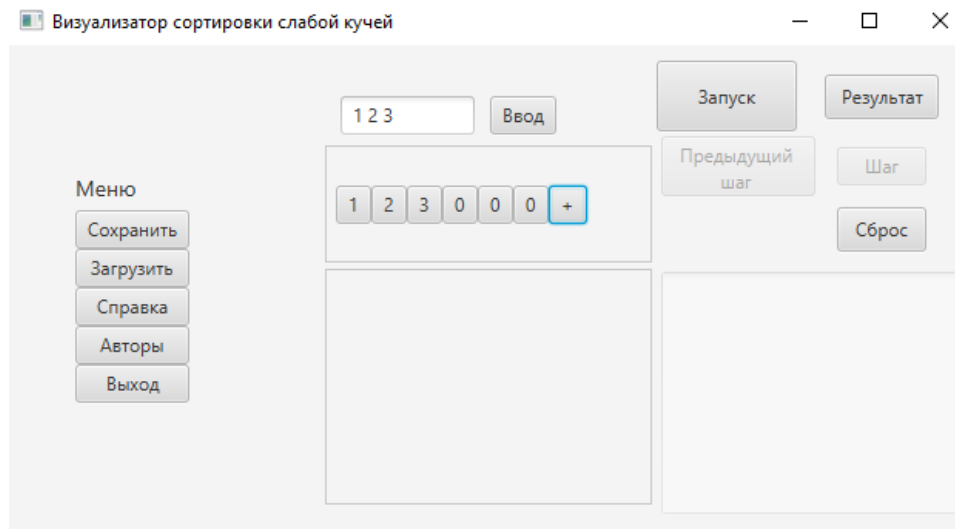 Визуализатор сортировки слабой кучей
1 2 3
Ввод
Запуск
Результат
Предыдущий
шаг
Шаг
Сброс
Меню
Сохранить
Загрузить
Справка
Авторы
Выход
1 2 3 0 0 0 +